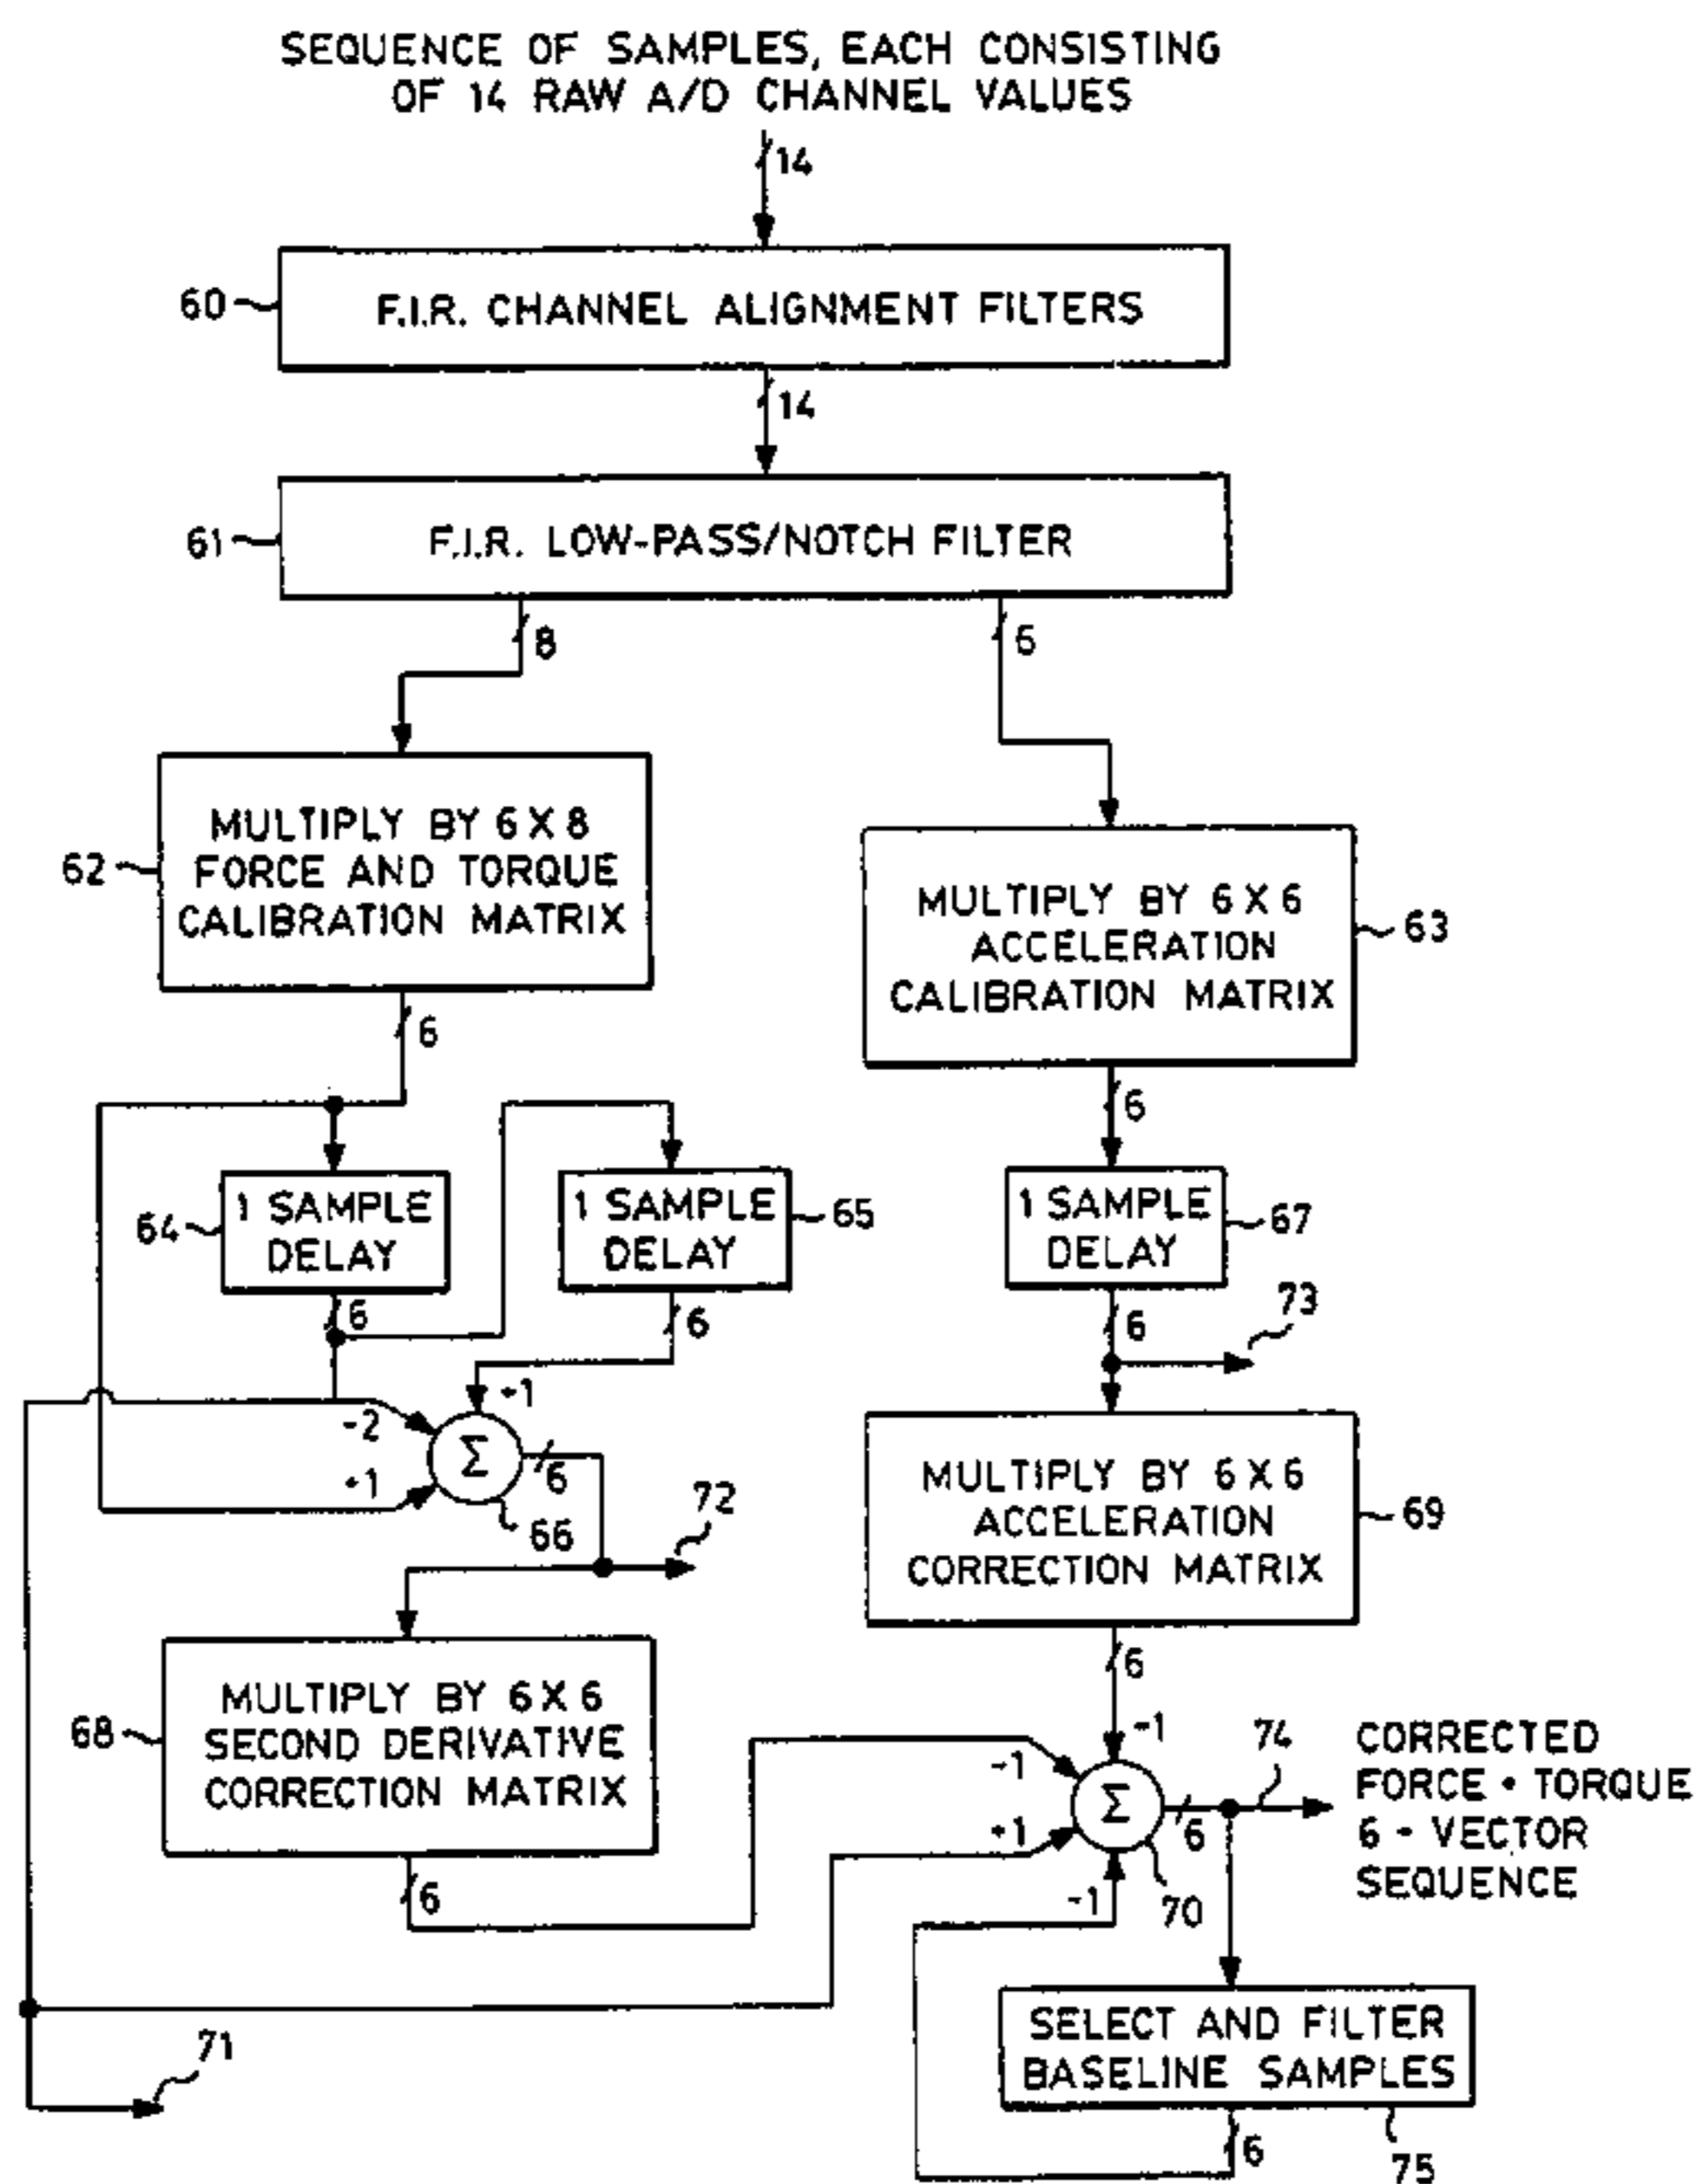 SEQUENCE OF SAMPLES, EACH CONSISTING
OF 14 RAW A/D CHANNEL VALUES
14
60
F.I.R. CHANNEL ALIGNMENT FILTERS
14
61
F.I.R. LOW-PASS/NOTCH FILTER
8
6
62
MULTIPLY BY 6 X 8
FORCE AND TORQUE
CALIBRATION MATRIX
MULTIPLY BY 6 X 6
ACCELERATION
CALIBRATION MATRIX
63
6
6
64
1 SAMPLE
DELAY
1 SAMPLE
DELAY
65
1 SAMPLE
DELAY
67
6
6
6
73
+1
-2
+1
Σ
6
66
72
MULTIPLY BY 6 X 6
ACCELERATION
CORRECTION MATRIX
69
68
MULTIPLY BY 6 X 6
SECOND DERIVATIVE
CORRECTION MATRIX
6
6
-1
-1
+1
-1
Σ
6
70
74
CORRECTED
FORCE • TORQUE
6 - VECTOR
SEQUENCE
71
SELECT AND FILTER
BASELINE SAMPLES
6
75